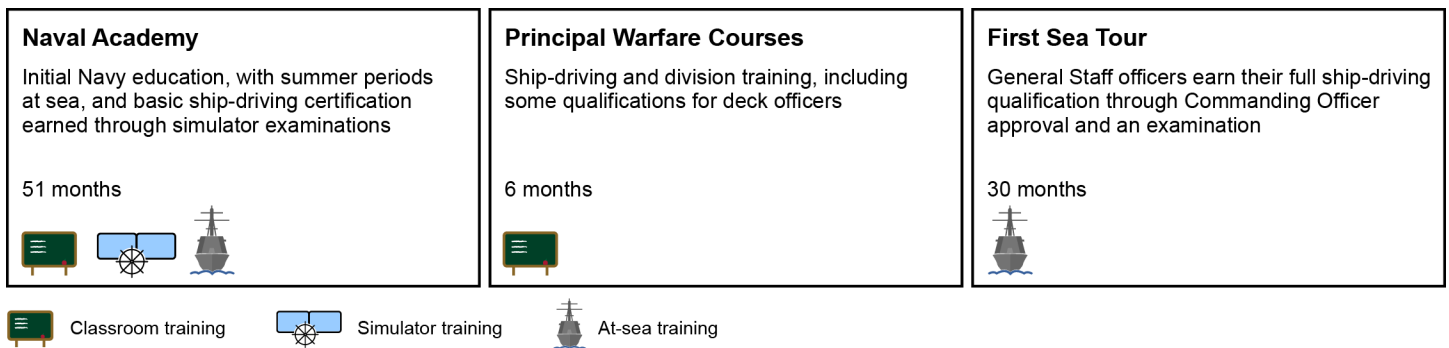 Naval Academy
Initial Navy education, with summer periods
at sea, and basic ship-driving certification
earned through simulator examinations
51 months
Principal Warfare Courses
Ship-driving and division training, including
some qualifications for deck officers
6 months
First Sea Tour
General Staff officers earn their full ship-driving
qualification through Commanding Officer
approval and an examination
30 months
Classroom training
Simulator training
At-sea training